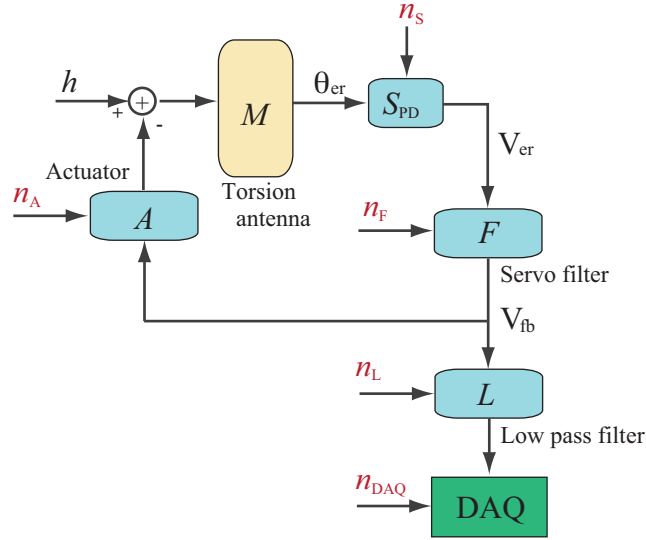 n_S
h
+
+
-
M
θ_er
S_PD
V_er
Actuator
Torsion
antenna
n_A
A
n_F
F
Servo filter
V_fb
n_L
L
Low pass filter
n_DAQ
DAQ